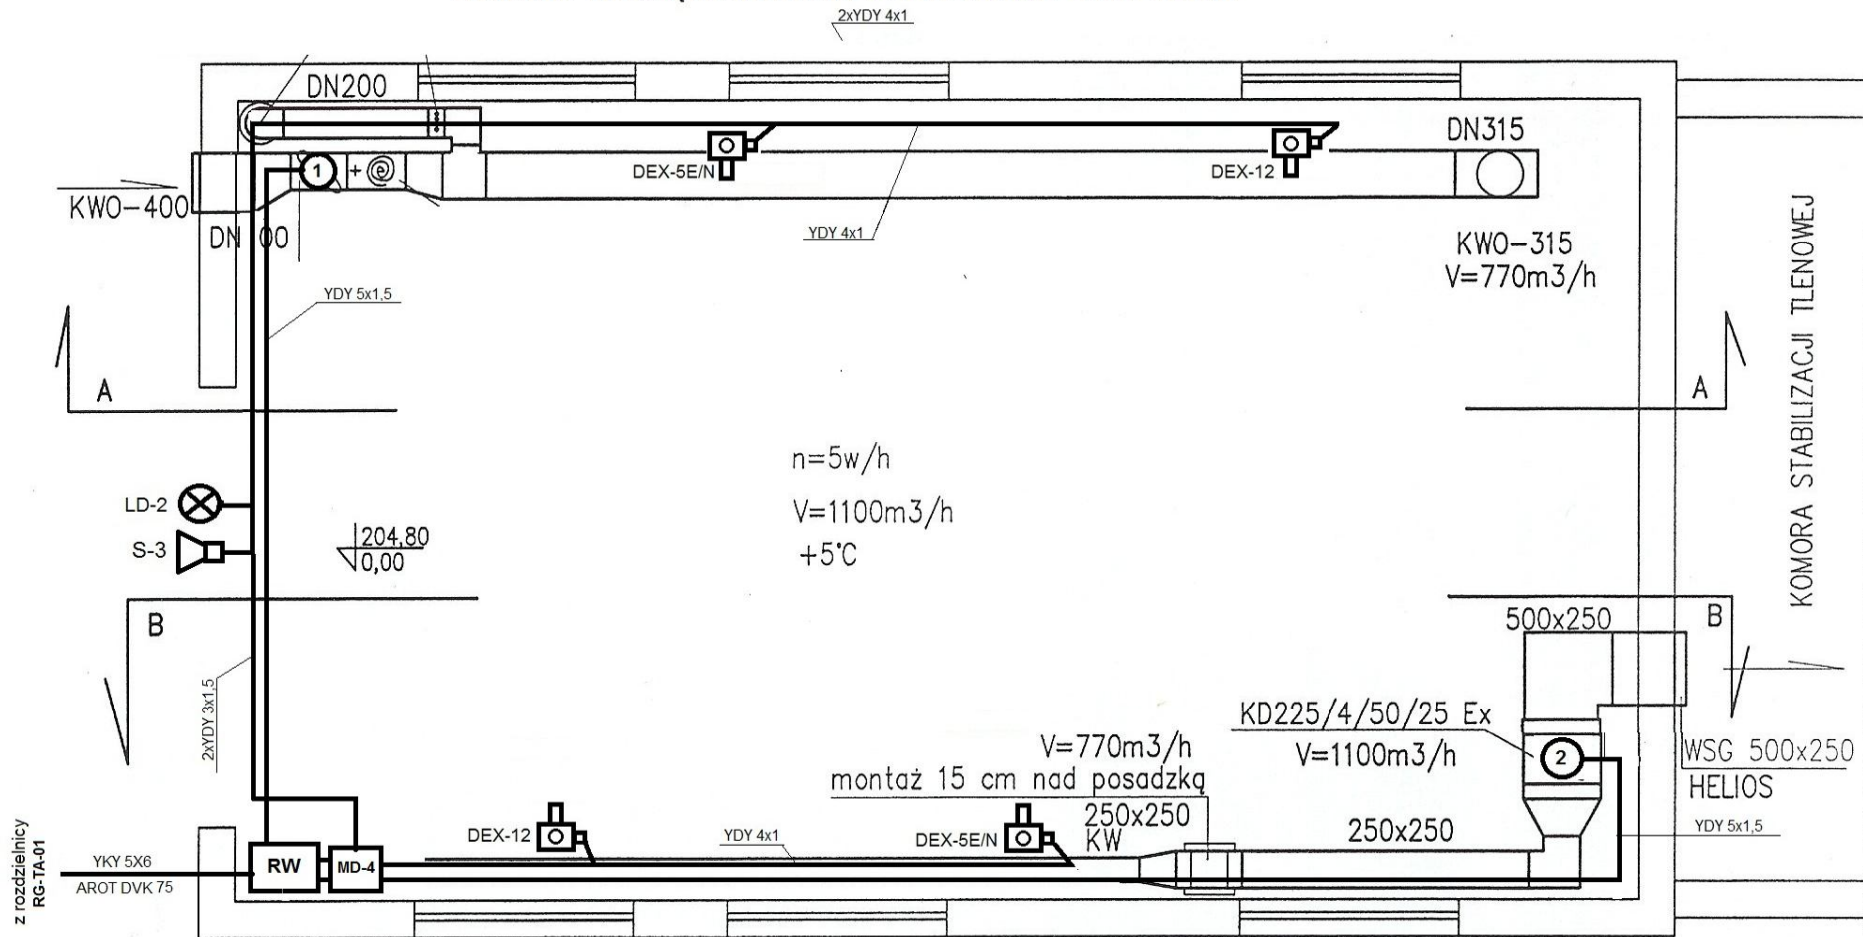 2xYDY 4x1
DN200
DN315
DEX-5E/N
DEX-12
1
+
KWO-400
DN 00
YDY 4x1
KWO-315
V=770m3/h
YDY 5x1,5
KOMORA STABILIZACJI TLENOWEJ
A
A
n=5w/h
V=1100m3/h
+5°C
LD-2
S-3
204,80
0,00
B
B
500x250
2xYDY 3x1,5
KD225/4/50/25 Ex
V=1100m3/h
2
V=770m3/h
montaż 15 cm nad posadzką
250x250
KW
WSG 500x250
HELIOS
YDY 5x1,5
250x250
DEX-12
YDY 4x1
DEX-5E/N
z rozdzielnicy
RG-TA-01
YKY 5X6
AROT DVK 75
RW
MD-4